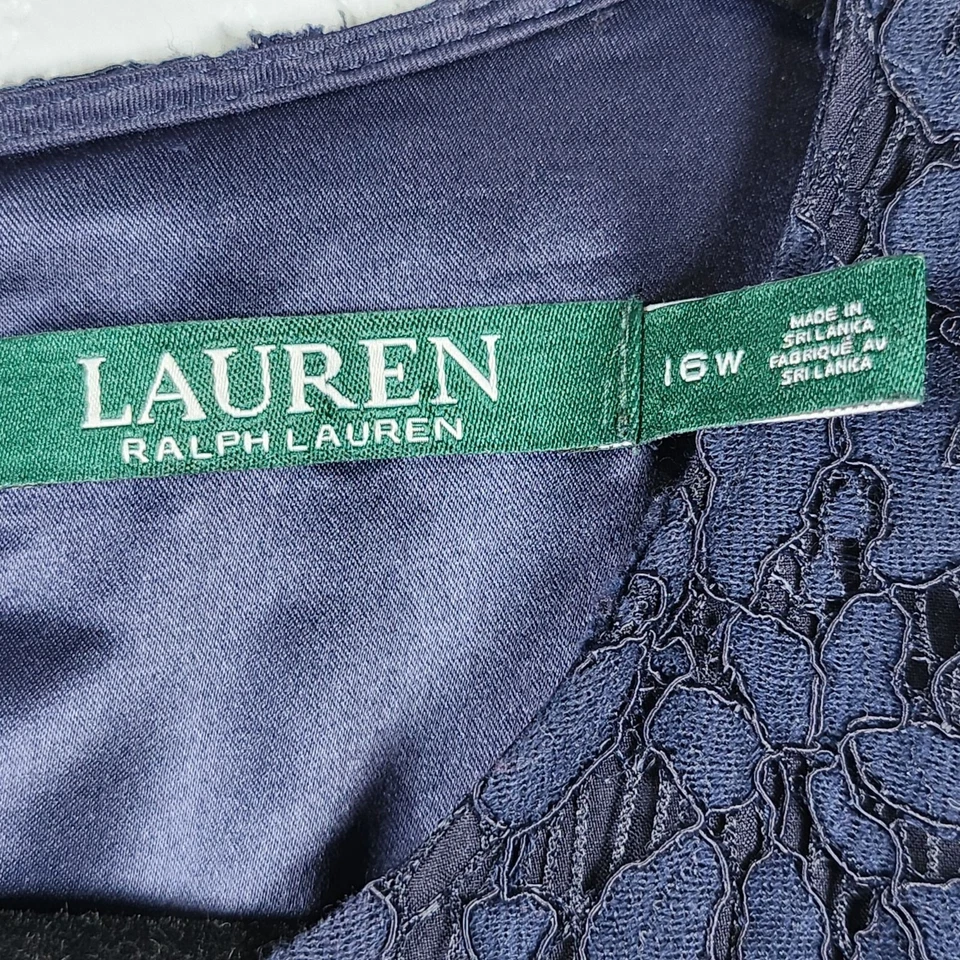 LAUREN
RALPH LAUREN
16W
MADE IN
SRI LANKA
FABRIQUÉ AU
SRI LANKA